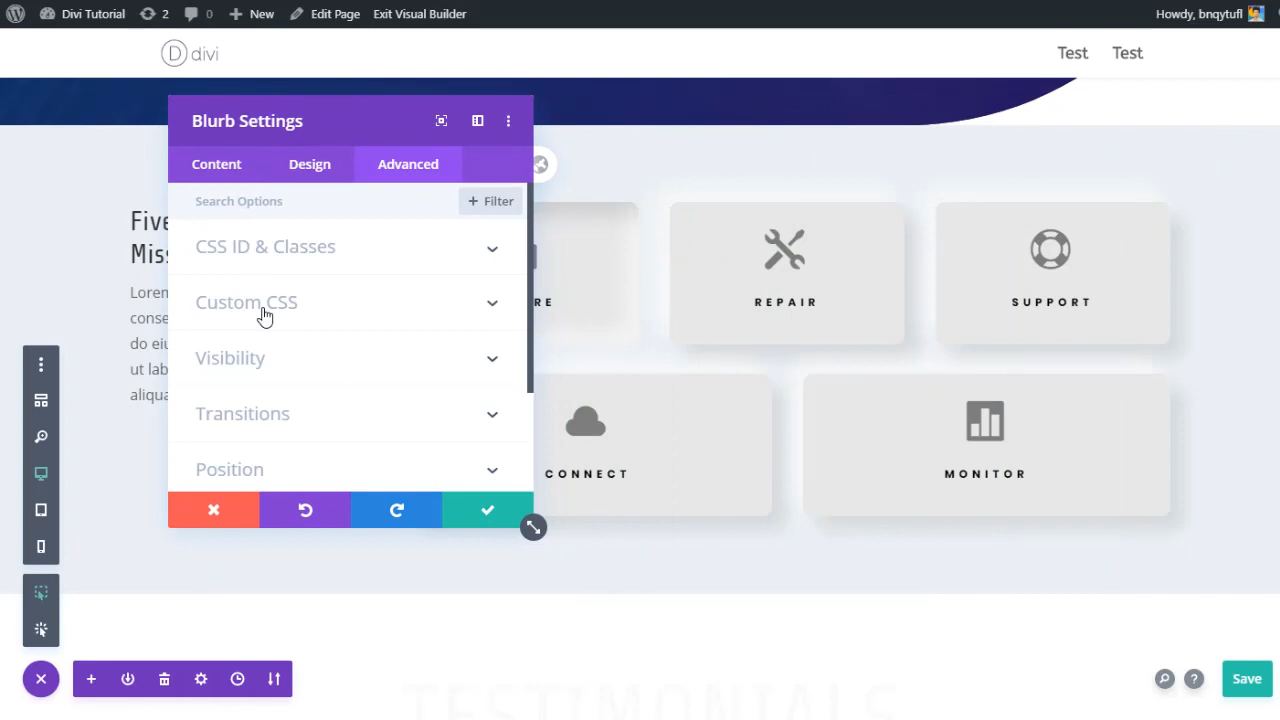 Divi Tutorial 2 0 New Edit Page Exit Visual Builder Howdy, bnqytufl
D divi Test Test
Blurb Settings
Content Design Advanced
Search Options + Filter
CSS ID & Classes
Custom CSS
Visibility
Transitions
Position
Five
Miss
Lorem
conse
do eiu
ut lab
aliqua
RE REPAIR SUPPORT
CONNECT MONITOR
? Save
TESTIMONIALS